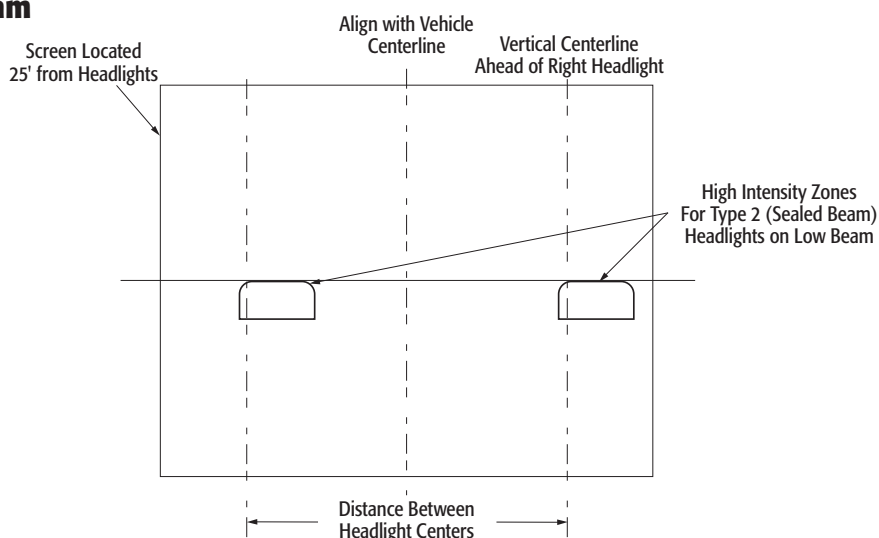 Align with Vehicle
Centerline
Screen Located
25' from Headlights
Vertical Centerline
Ahead of Right Headlight
High Intensity Zones
For Type 2 (Sealed Beam)
Headlights on Low Beam
Distance Between
Headlight Centers